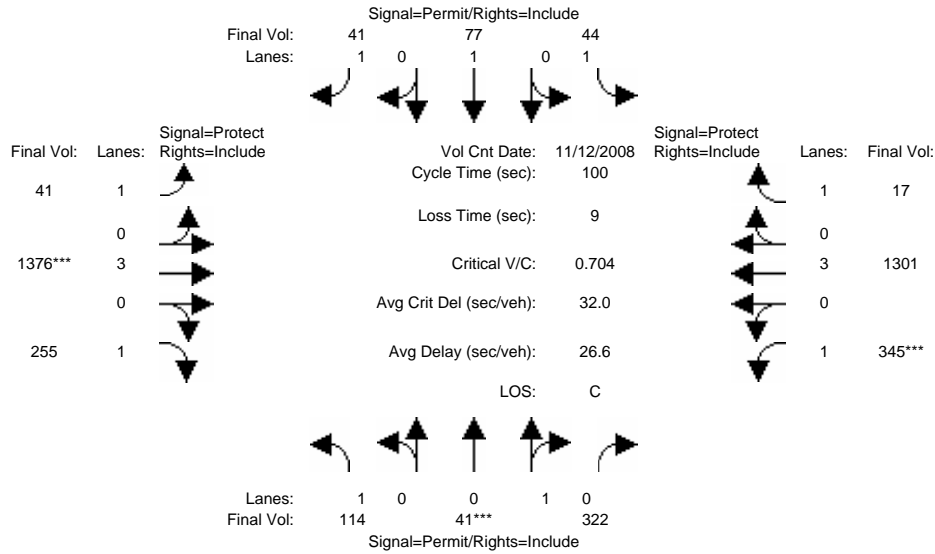 Signal=Permit/Rights=Include
Final Vol: 41 77 44
Lanes: 1 0 1 0 1
Signal=Protect
Final Vol: Lanes: Rights=Include
Vol Cnt Date: 11/12/2008
Signal=Protect
Rights=Include Lanes: Final Vol:
Cycle Time (sec): 100
41 1
1 17
Loss Time (sec): 9
0
0
1376*** 3
Critical V/C: 0.704
3 1301
0
Avg Crit Del (sec/veh): 32.0
0
255 1
Avg Delay (sec/veh): 26.6
1 345***
LOS: C
Lanes: 1 0 0 1 0
Final Vol: 114 41*** 322
Signal=Permit/Rights=Include